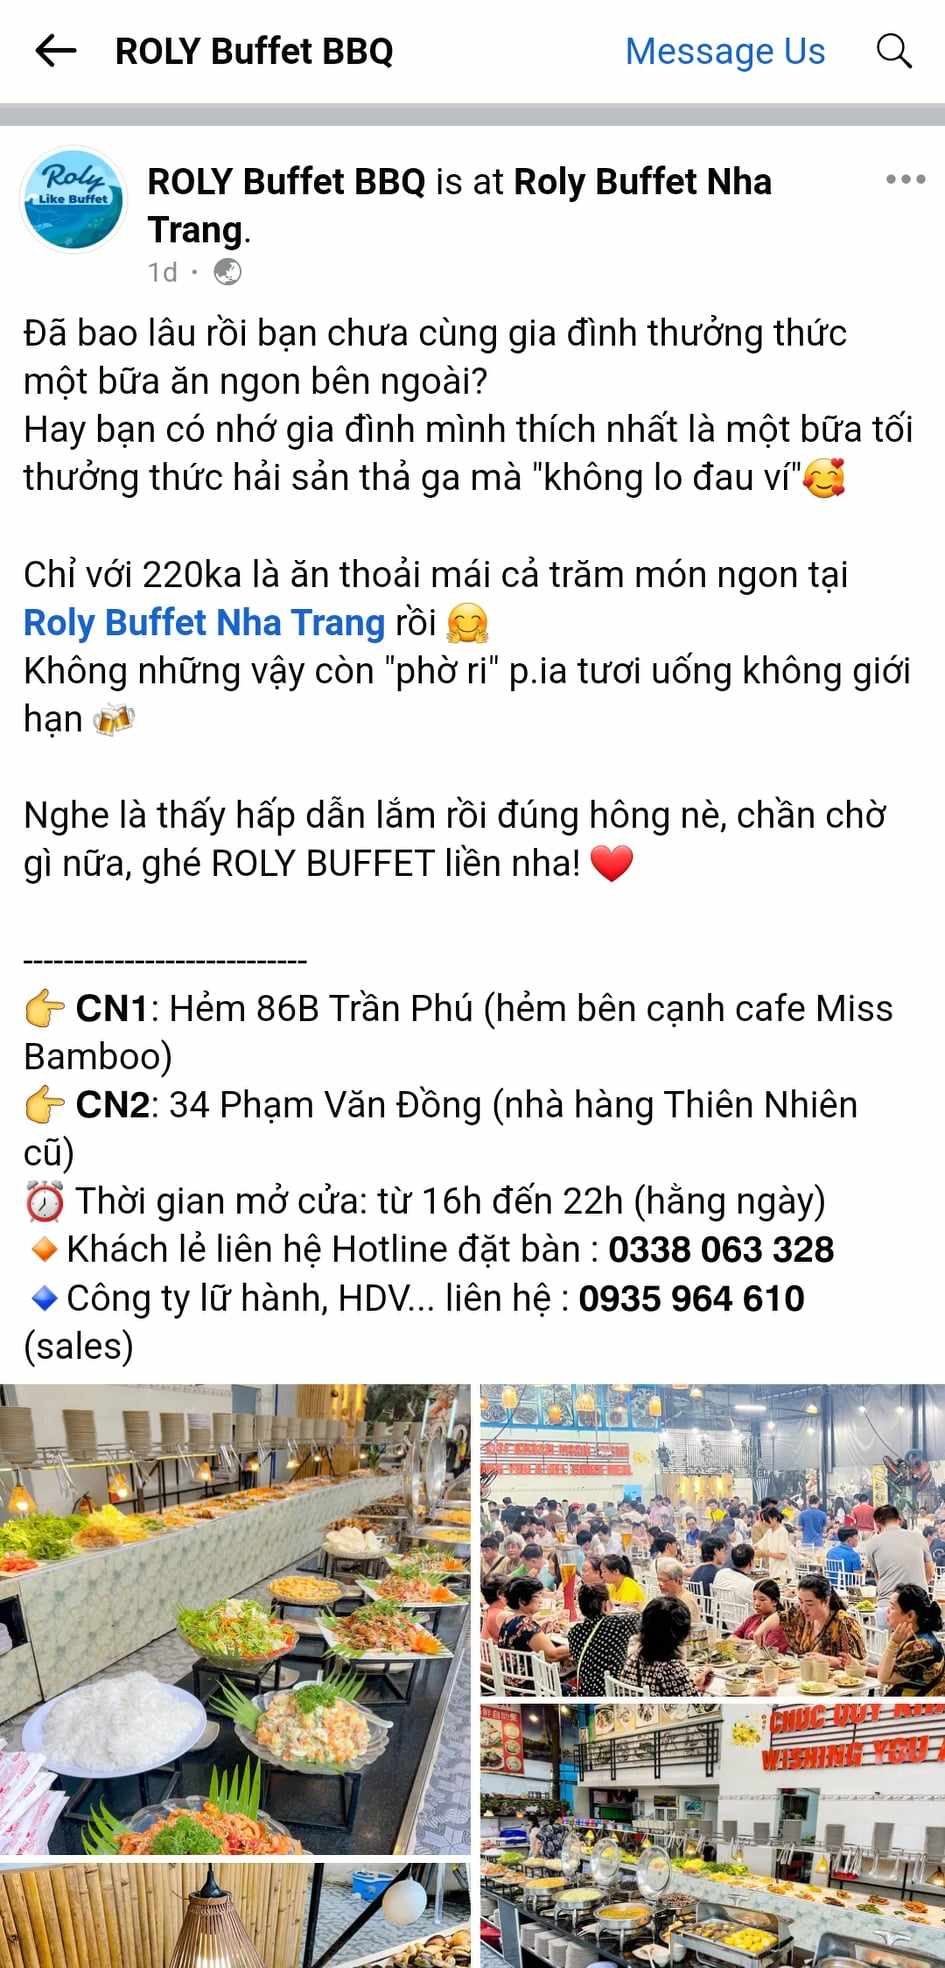 ROLY Buffet BBQ
Message Us
Roly
Like Buffet
ROLY Buffet BBQ is at Roly Buffet Nha
Trang.
1d
Đã bao lâu rồi bạn chưa cùng gia đình thưởng thức
một bữa ăn ngon bên ngoài?
Hay bạn có nhớ gia đình mình thích nhất là một bữa tối
thưởng thức hải sản thả ga mà "không lo đau ví"🥰
Chỉ với 220ka là ăn thoải mái cả trăm món ngon tại
Roly Buffet Nha Trang rồi 🤗
Không những vậy còn "phờ ri" p.ia tươi uống không giới
hạn 🍻
Nghe là thấy hấp dẫn lắm rồi đúng hông nè, chần chờ
gì nữa, ghé ROLY BUFFET liền nha! ❤️
----------------------------
👉 CN1: Hẻm 86B Trần Phú (hẻm bên cạnh cafe Miss
Bamboo)
👉 CN2: 34 Phạm Văn Đồng (nhà hàng Thiên Nhiên
cũ)
⏰ Thời gian mở cửa: từ 16h đến 22h (hằng ngày)
🔸Khách lẻ liên hệ Hotline đặt bàn : 0338 063 328
🔹Công ty lữ hành, HDV... liên hệ : 0935 964 610
(sales)
CHÚC QUÝ
WISHING YOU